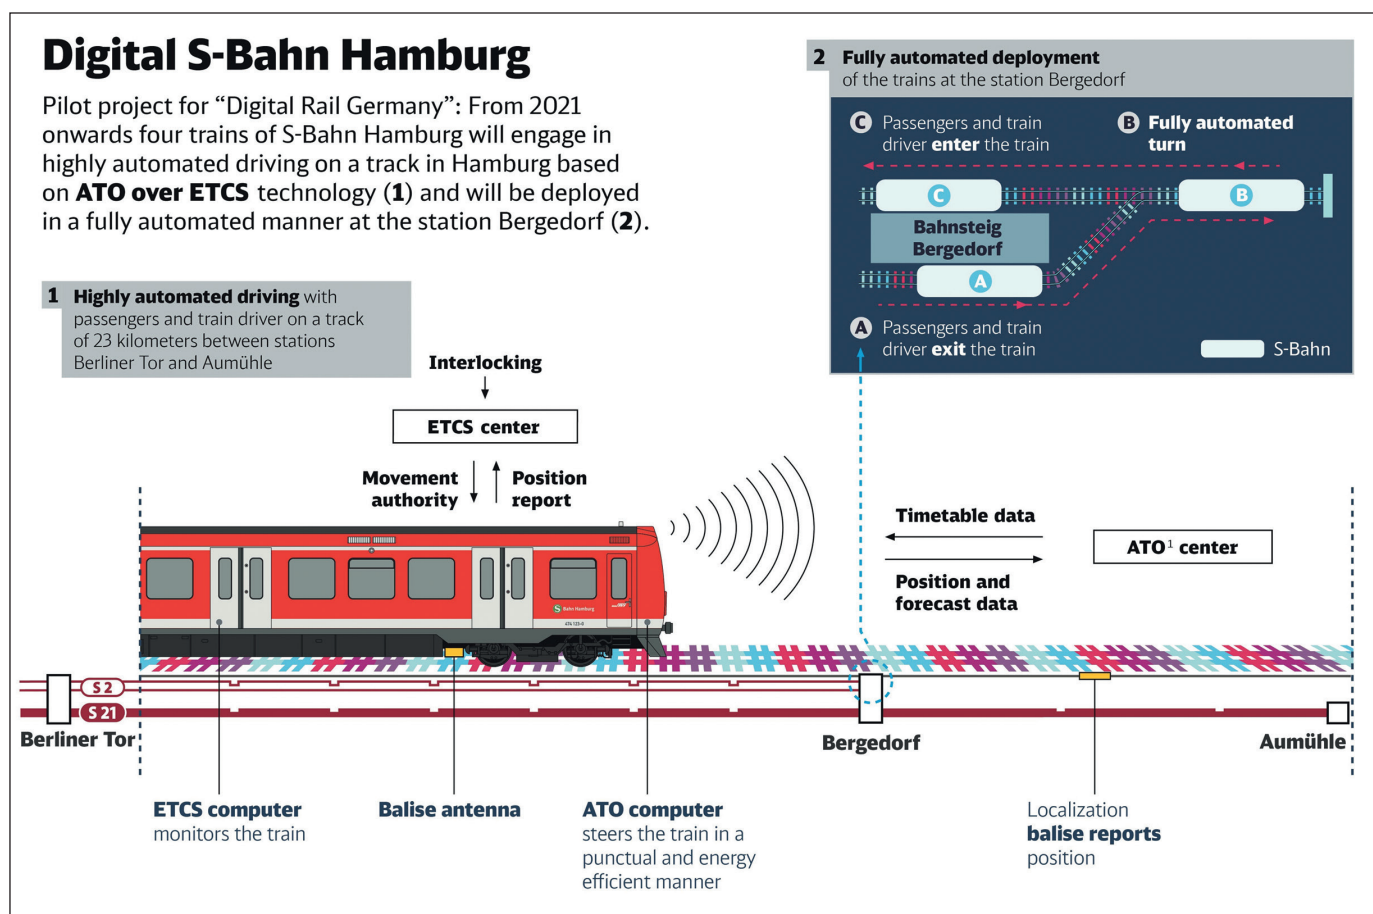 Digital S-Bahn Hamburg
Pilot project for “Digital Rail Germany”: From 2021
onwards four trains of S-Bahn Hamburg will engage in
highly automated driving on a track in Hamburg based
on ATO over ETCS technology (1) and will be deployed
in a fully automated manner at the station Bergedorf (2).
1 Highly automated driving with
passengers and train driver on a track
of 23 kilometers between stations
Berliner Tor and Aumühle
2 Fully automated deployment
of the trains at the station Bergedorf
C Passengers and train
driver enter the train
B Fully automated
turn
C
B
Bahnsteig
Bergedorf
A
A Passengers and train
driver exit the train
S-Bahn
Interlocking
ETCS center
Movement
authority
Position
report
Timetable data
Position and
forecast data
ATO¹ center
S Bahn Hamburg
474 123-0
S 2
S 21
Berliner Tor
Bergedorf
Aumühle
ETCS computer
monitors the train
Balise antenna
ATO computer
steers the train in a
punctual and energy
efficient manner
Localization
balise reports
position